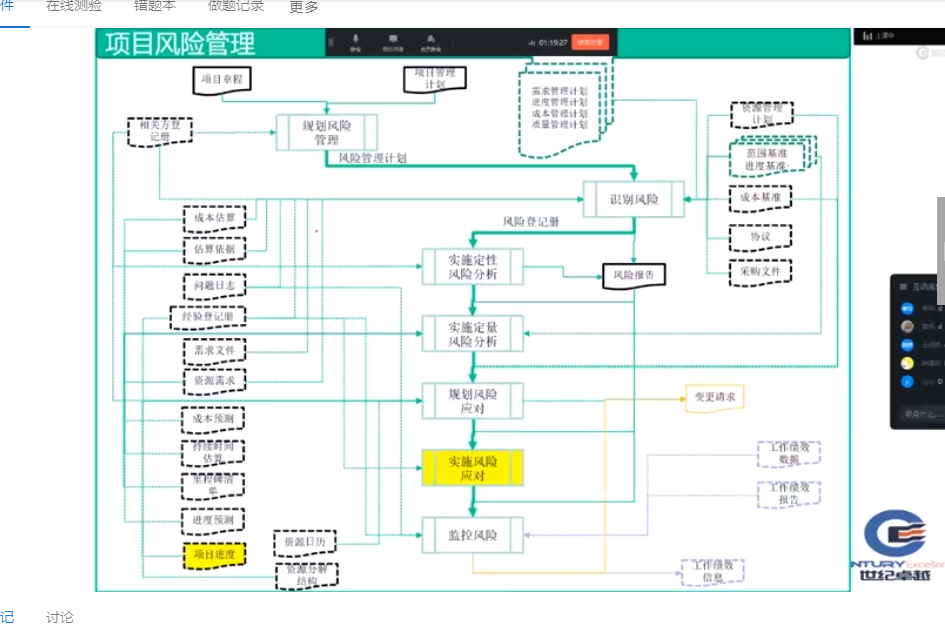 件 在线测验 错题本 做题记录 更多
项目风险管理
01:19:27
上课中
项目章程
项目管理
计划
需求管理计划
进度管理计划
成本管理计划
质量管理计划
资源管理
计划
相关方登
记册
规划风险
管理
风险管理计划
范围基准
进度基准
识别风险
成本基准
风险登记册
协议
成本估算
估算依据
实施定性
风险分析
风险报告
采购文件
问题日志
经验登记册
实施定量
风险分析
需求文件
资源需求
规划风险
应对
变更请求
成本预测
持续时间
估算
实施风险
应对
工作绩效
数据
里程碑清
单
工作绩效
报告
进度预测
监控风险
资源日历
项目进度
资源分解
结构
工作绩效
信息
NTURY Excellen
世纪卓越
记 讨论